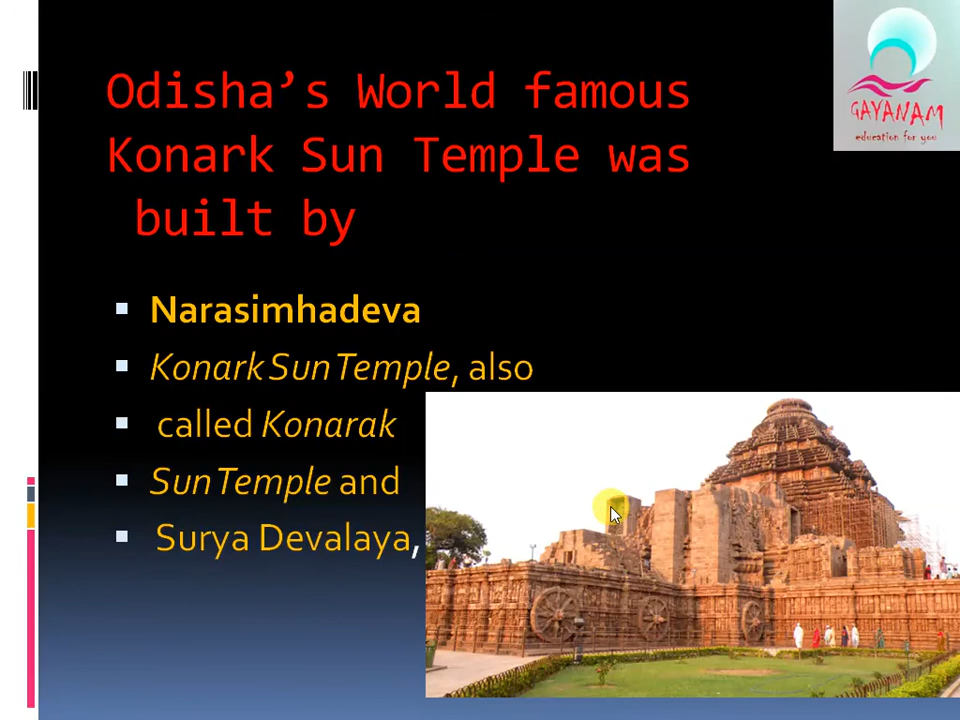 Odisha’s World famous
Konark Sun Temple was
built by
Narasimhadeva
Konark Sun Temple, also
called Konarak
Sun Temple and
Surya Devalaya,
GAYANAM
education for you